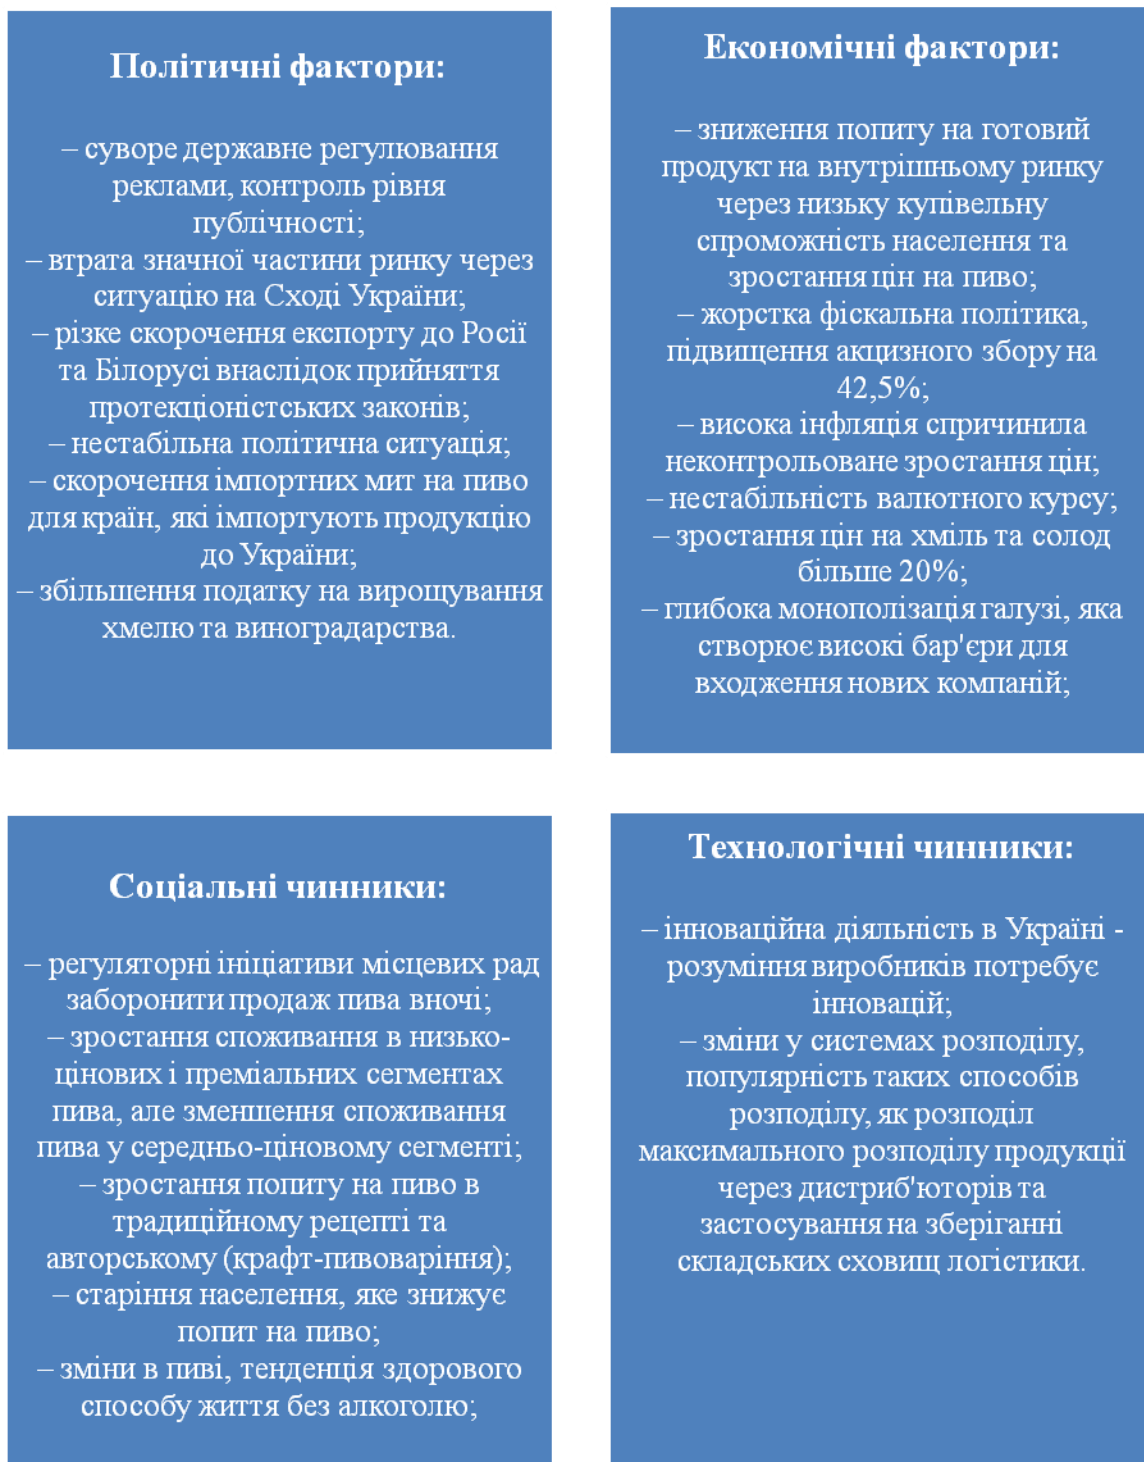 Політичні фактори:
– суворе державне регулювання
реклами, контроль рівня
публічності;
– втрата значної частини ринку через
ситуацію на Сході України;
– різке скорочення експорту до Росії
та Білорусі внаслідок прийняття
протекціоністських законів;
– нестабільна політична ситуація;
– скорочення імпортних мит на пиво
для країн, які імпортують продукцію
до України;
– збільшення податку на вирощування
хмелю та виноградарства.
Економічні фактори:
– зниження попиту на готовий
продукт на внутрішньому ринку
через низьку купівельну
спроможність населення та
зростання цін на пиво;
– жорстка фіскальна політика,
підвищення акцизного збору на
42,5%;
– висока інфляція спричинила
неконтрольоване зростання цін;
– нестабільність валютного курсу;
– зростання цін на хміль та солод
більше 20%;
– глибока монополізація галузі, яка
створює високі бар'єри для
входження нових компаній;
Соціальні чинники:
– регуляторні ініціативи місцевих рад
заборонити продаж пива вночі;
– зростання споживання в низько-
цінових і преміальних сегментах
пива, але зменшення споживання
пива у середньо-ціновому сегменті;
– зростання попиту на пиво в
традиційному рецепті та
авторському (крафт-пивоваріння);
– старіння населення, яке знижує
попит на пиво;
– зміни в пиві, тенденція здорового
способу життя без алкоголю;
Технологічні чинники:
– інноваційна діяльність в Україні -
розуміння виробників потребує
інновацій;
– зміни у системах розподілу,
популярність таких способів
розподілу, як розподіл
максимального розподілу продукції
через дистриб'юторів та
застосування на зберіганні
складських сховищ логістики.